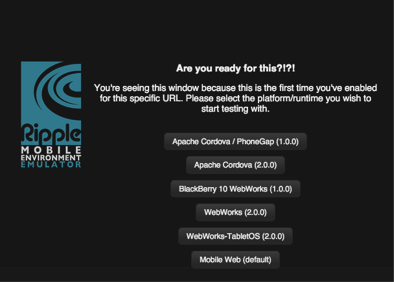 Are you ready for this?!?!
You're seeing this window because this is the first time you've enabled
for this specific URL. Please select the platform/runtime you wish to
start testing with.
Ripple
MOBILE
ENVIRONMENT
EMULATOR
Apache Cordova / PhoneGap (1.0.0)
Apache Cordova (2.0.0)
BlackBerry 10 WebWorks (1.0.0)
WebWorks (2.0.0)
WebWorks-TabletOS (2.0.0)
Mobile Web (default)